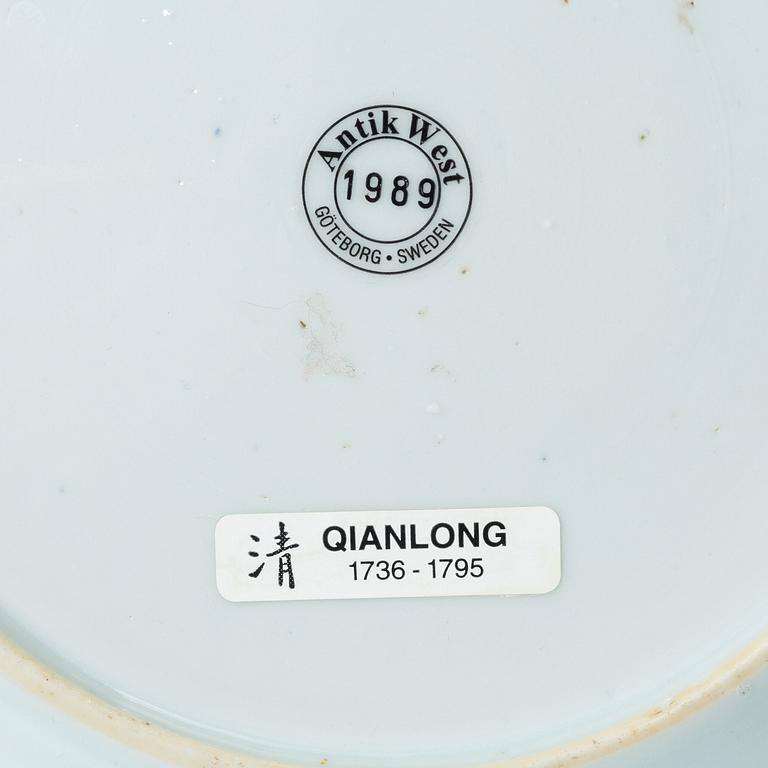 Antik West
1989
GÖTEBORG • SWEDEN
清 QIANLONG
1736 - 1795